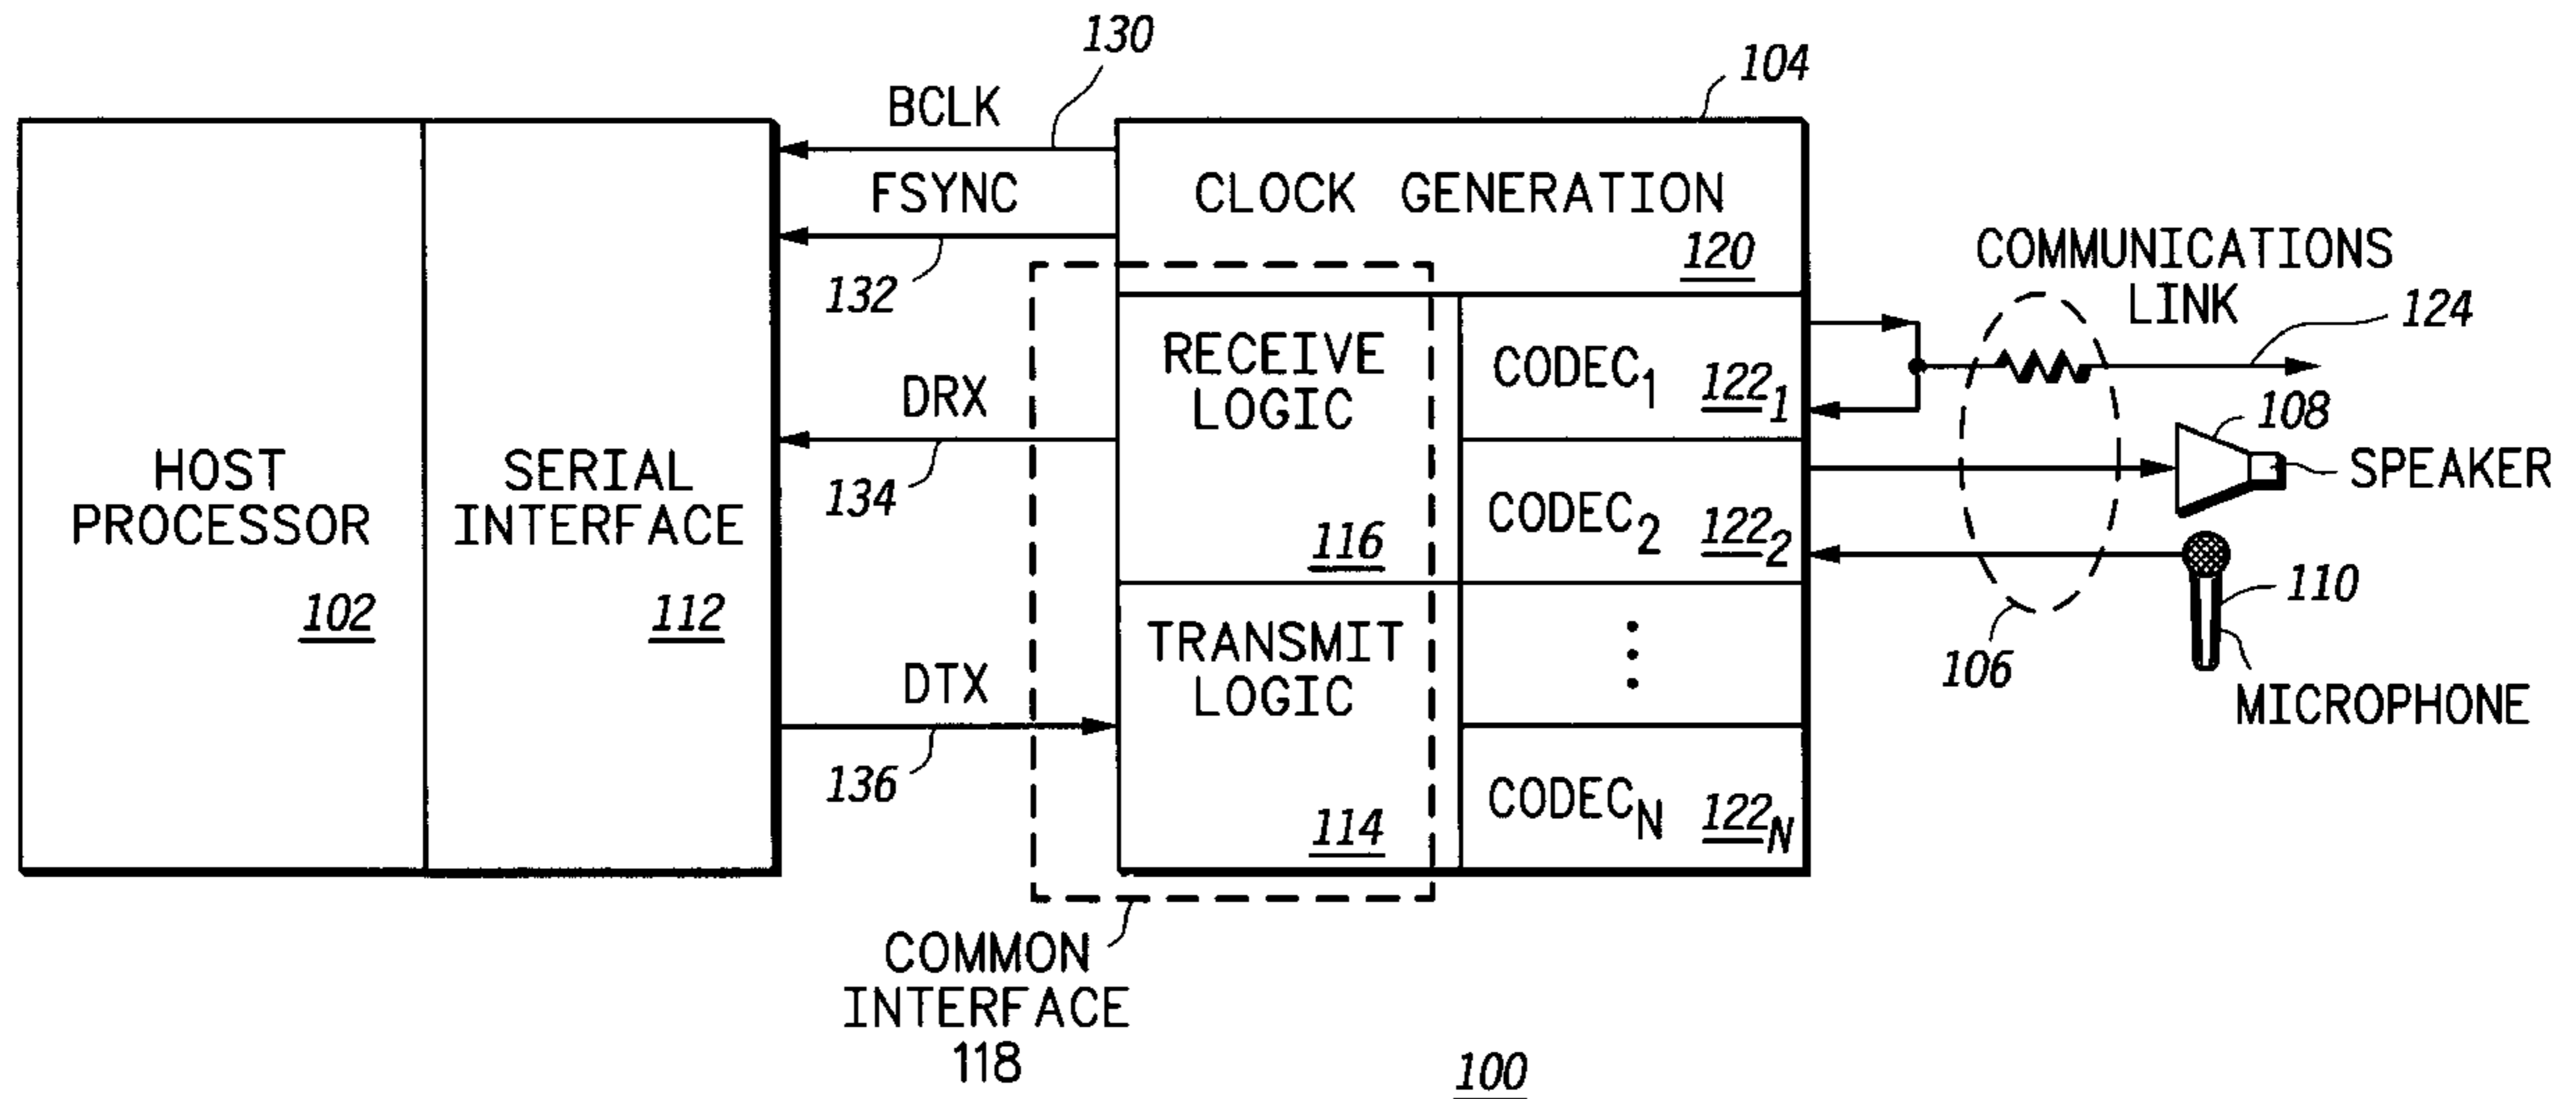 130
104
BCLK
FSYNC
132
CLOCK GENERATION
120
COMMUNICATIONS
LINK
124
HOST
PROCESSOR
102
SERIAL
INTERFACE
112
DRX
134
DTX
136
RECEIVE
LOGIC
116
TRANSMIT
LOGIC
114
CODEC1 1221
CODEC2 1222
CODECN 122N
108
SPEAKER
110
MICROPHONE
106
COMMON
INTERFACE
118
100